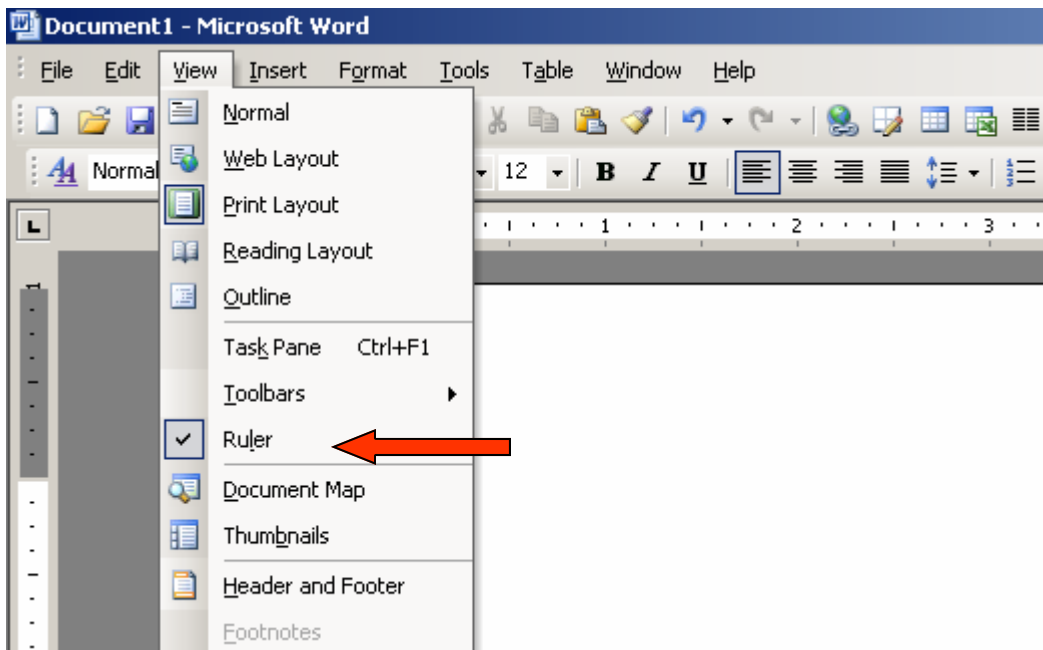 Document1 - Microsoft Word
File Edit View Insert Format Tools Table Window Help
Normal
Web Layout
Print Layout
Reading Layout
Outline
Task Pane Ctrl+F1
Toolbars
Ruler
Document Map
Thumbnails
Header and Footer
Footnotes
Normal 12 B I U
L 1 2 3